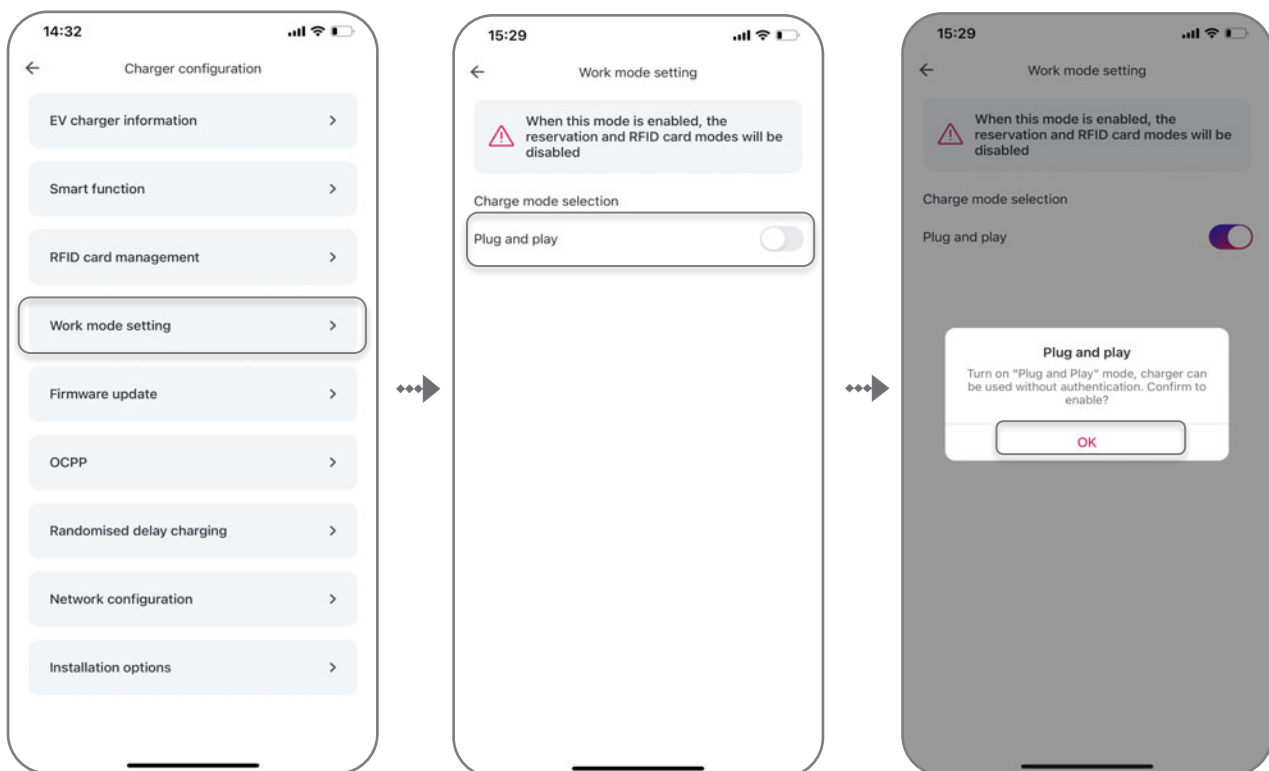 14:32
Charger configuration
EV charger information
Smart function
RFID card management
Work mode setting
Firmware update
OCPP
Randomised delay charging
Network configuration
Installation options
15:29
Work mode setting
When this mode is enabled, the
reservation and RFID card modes will be
disabled
Charge mode selection
Plug and play
15:29
Work mode setting
When this mode is enabled, the
reservation and RFID card modes will be
disabled
Charge mode selection
Plug and play
Plug and play
Turn on "Plug and Play" mode, charger can
be used without authentication. Confirm to
enable?
OK